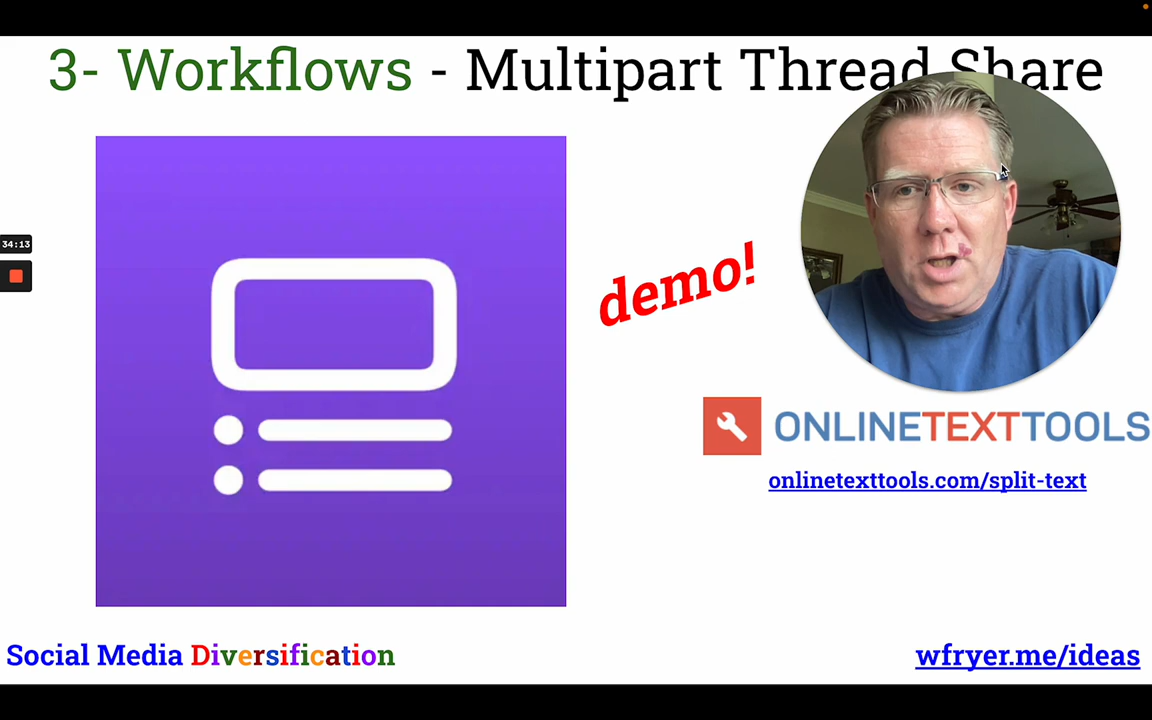 3- Workflows - Multipart Thread Share
34:13
demo!
ONLINETEXTTOOLS
onlinetexttools.com/split-text
Social Media Diversification
wfryer.me/ideas